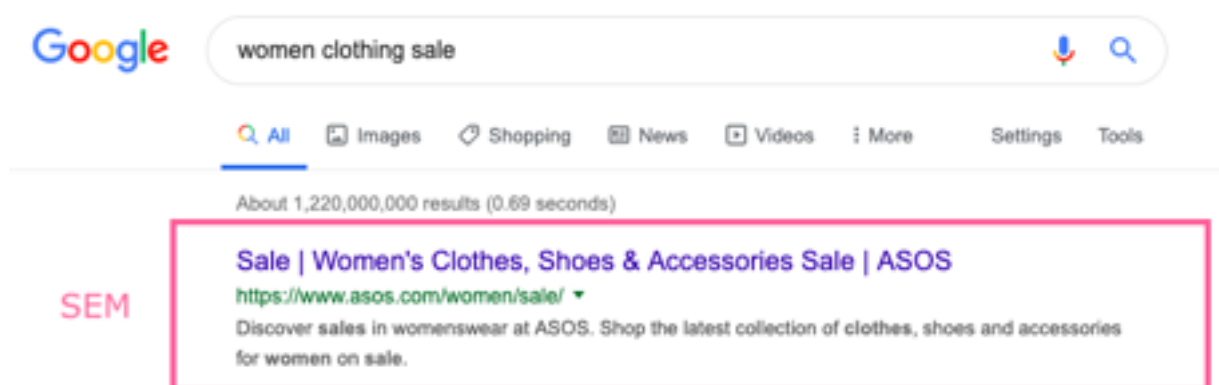 Google women clothing sale
All Images Shopping News Videos More Settings Tools
About 1,220,000,000 results (0.69 seconds)
Sale | Women's Clothes, Shoes & Accessories Sale | ASOS
https://www.asos.com/women/sale/
SEM
Discover sales in womenswear at ASOS. Shop the latest collection of clothes, shoes and accessories
for women on sale.